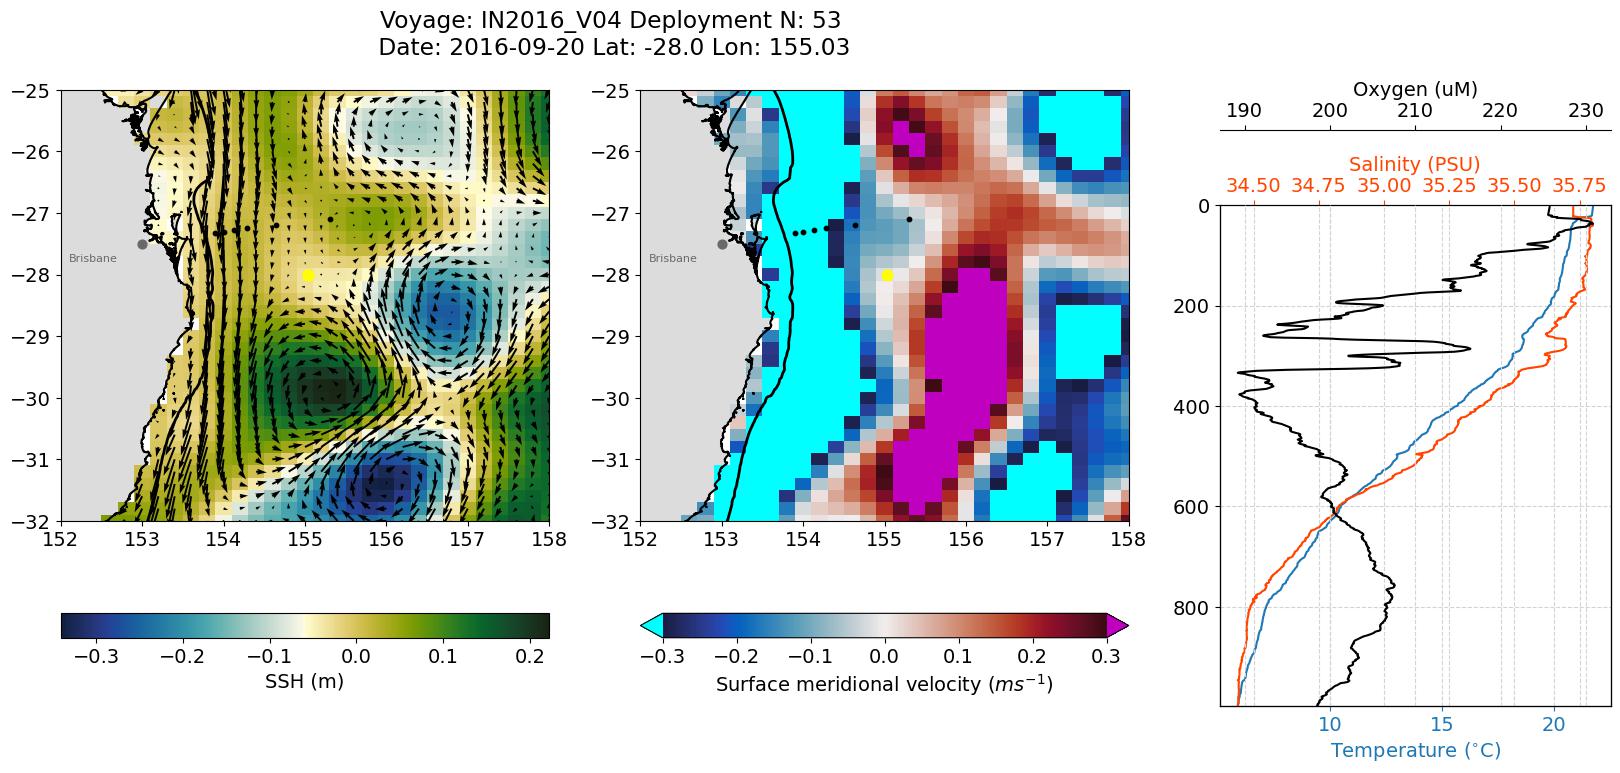 Voyage: IN2016_V04 Deployment N: 53
Date: 2016-09-20 Lat: -28.0 Lon: 155.03
−25
−26
−27
−28
−29
−30
−31
−32
152 153 154 155 156 157 158
Brisbane
−0.3 −0.2 −0.1 0.0 0.1 0.2
SSH (m)
−25
−26
−27
−28
−29
−30
−31
−32
152 153 154 155 156 157 158
Brisbane
−0.3 −0.2 −0.1 0.0 0.1 0.2 0.3
Surface meridional velocity (ms⁻¹)
Oxygen (uM)
190 200 210 220 230
Salinity (PSU)
34.50 34.75 35.00 35.25 35.50 35.75
0
200
400
600
800
10 15 20
Temperature (°C)